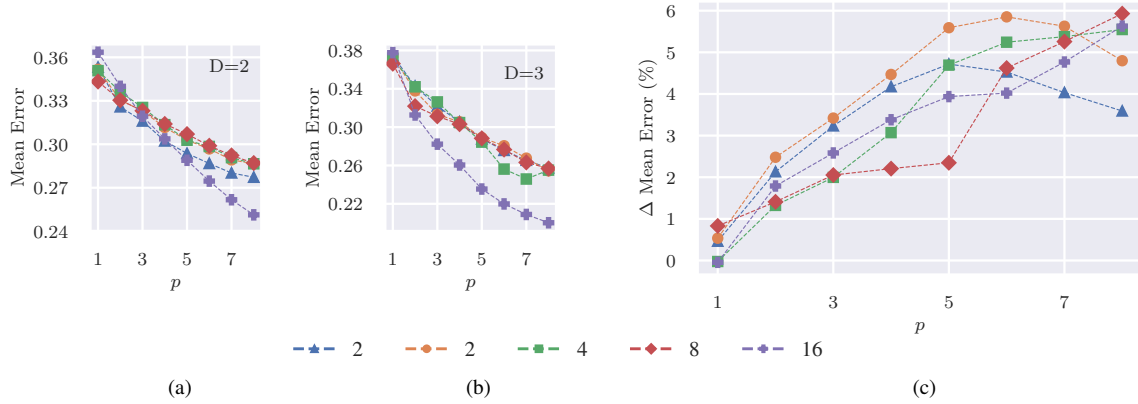 0.36
0.33
0.30
0.27
0.24
Mean Error
D=2
1 3 5 7
p
0.38
0.34
0.30
0.26
0.22
Mean Error
D=3
1 3 5 7
p
6
5
4
3
2
1
0
Δ Mean Error (%)
1 3 5 7
p
2 2 4 8 16
(a) (b) (c)